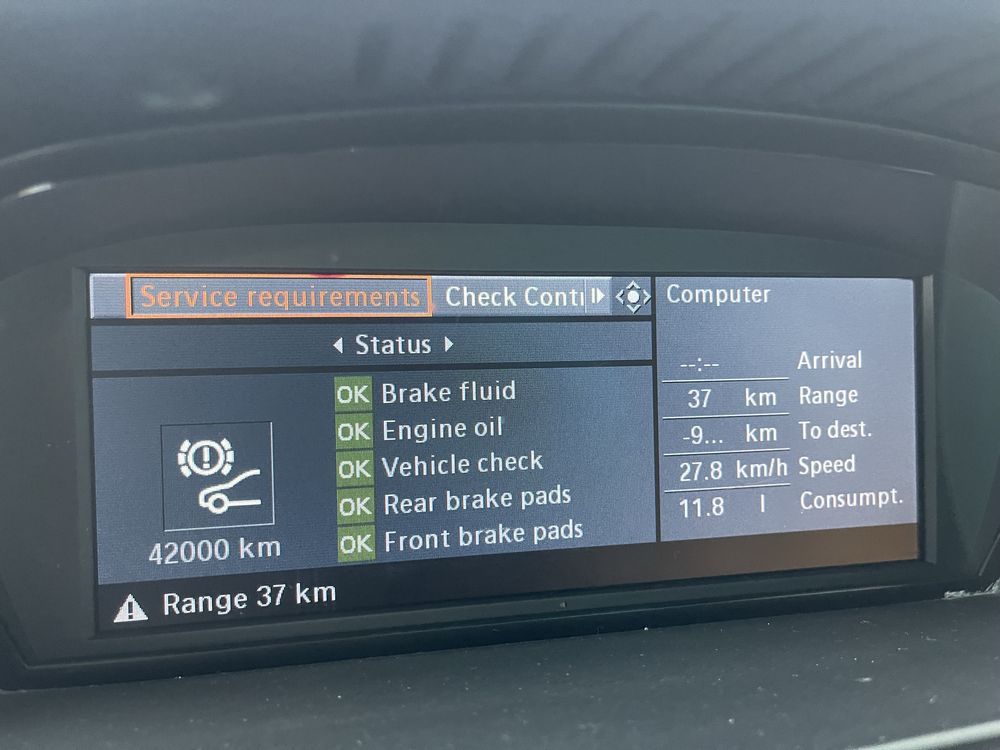 Service requirements Check Conti
Status
OK Brake fluid
OK Engine oil
OK Vehicle check
OK Rear brake pads
OK Front brake pads
42000 km
Range 37 km
Computer
--:-- Arrival
37 km Range
-9... km To dest.
27.8 km/h Speed
11.8 l Consumpt.